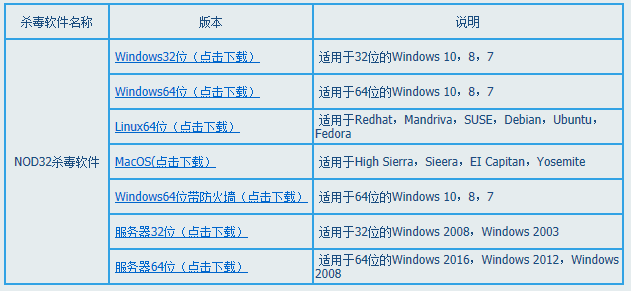 杀毒软件名称 版本 说明
Windows32位（点击下载） 适用于32位的Windows 10，8，7
Windows64位（点击下载） 适用于64位的Windows 10，8，7
Linux64位（点击下载） 适用于Redhat，Mandriva，SUSE，Debian，Ubuntu，
Fedora
NOD32杀毒软件 MacOS(点击下载） 适用于High Sierra，Sieera，EI Capitan，Yosemite
Windows64位带防火墙（点击下载） 适用于64位的Windows 10，8，7
服务器32位（点击下载） 适用于32位的Windows 2008，Windows 2003
服务器64位（点击下载） 适用于64位的Windows 2016，Windows 2012，Windows
2008